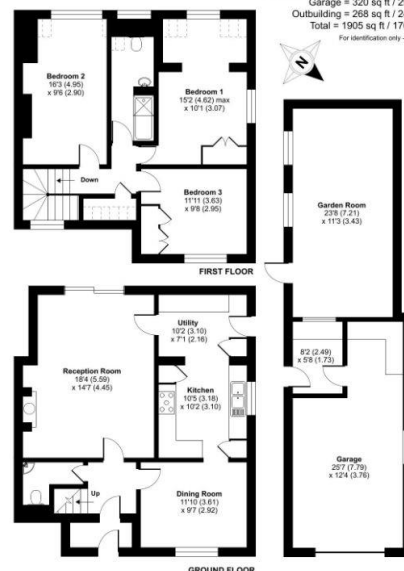 Garage = 320 sq ft / 2
Outbuilding = 268 sq ft / 2
Total = 1905 sq ft / 17
For identification only -
N
Bedroom 2
16'3 (4.95)
x 9'6 (2.90)
Bedroom 1
15'2 (4.62) max
x 10'1 (3.07)
Down
Bedroom 3
11'11 (3.63)
x 9'8 (2.95)
FIRST FLOOR
Garden Room
23'8 (7.21)
x 11'3 (3.43)
Utility
10'2 (3.10)
x 7'1 (2.16)
Reception Room
18'4 (5.59)
x 14'7 (4.45)
Kitchen
10'5 (3.18)
x 10'2 (3.10)
8'2 (2.49)
x 5'8 (1.73)
Up
Dining Room
11'10 (3.61)
x 9'7 (2.92)
Garage
25'7 (7.79)
x 12'4 (3.76)
GROUND FLOOR